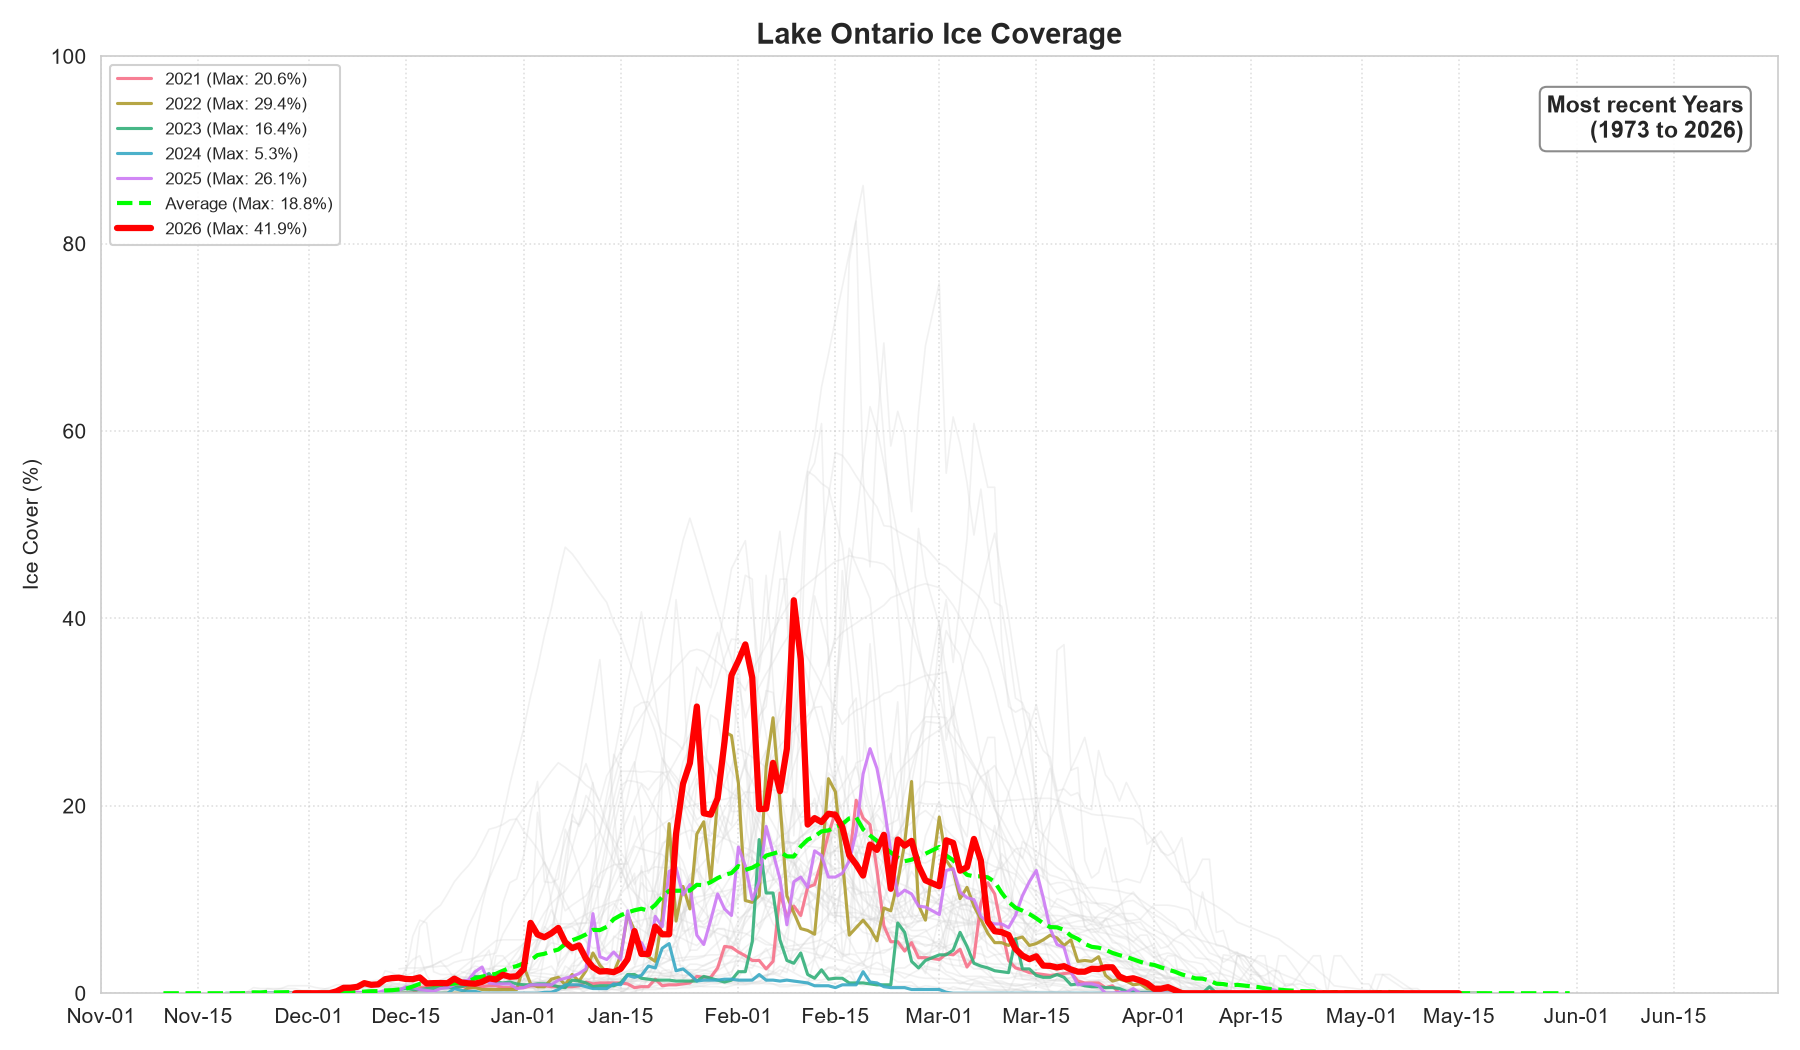 Lake Ontario Ice Coverage
100
80
60
40
20
0
Ice Cover (%)
2021 (Max: 20.6%)
2022 (Max: 29.4%)
2023 (Max: 16.4%)
2024 (Max: 5.3%)
2025 (Max: 26.1%)
Average (Max: 18.8%)
2026 (Max: 41.9%)
Most recent Years
(1973 to 2026)
Nov-01 Nov-15 Dec-01 Dec-15 Jan-01 Jan-15 Feb-01 Feb-15 Mar-01 Mar-15 Apr-01 Apr-15 May-01 May-15 Jun-01 Jun-15